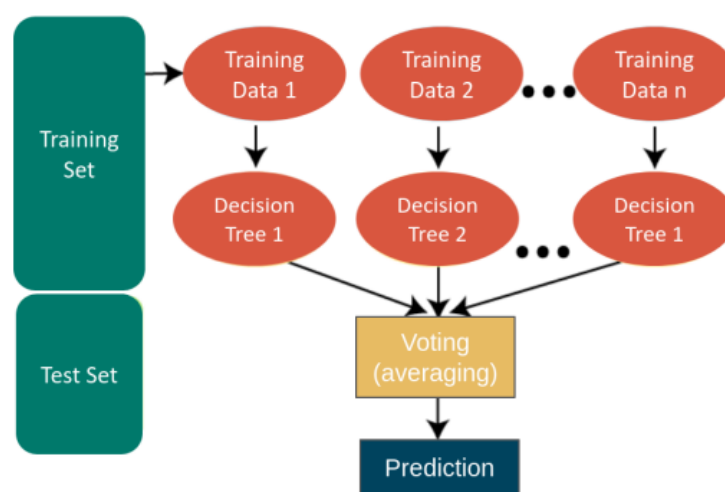 Training
Set
Training
Data 1
Training
Data 2
Training
Data n
Decision
Tree 1
Decision
Tree 2
Decision
Tree 1
Voting
(averaging)
Test Set
Prediction